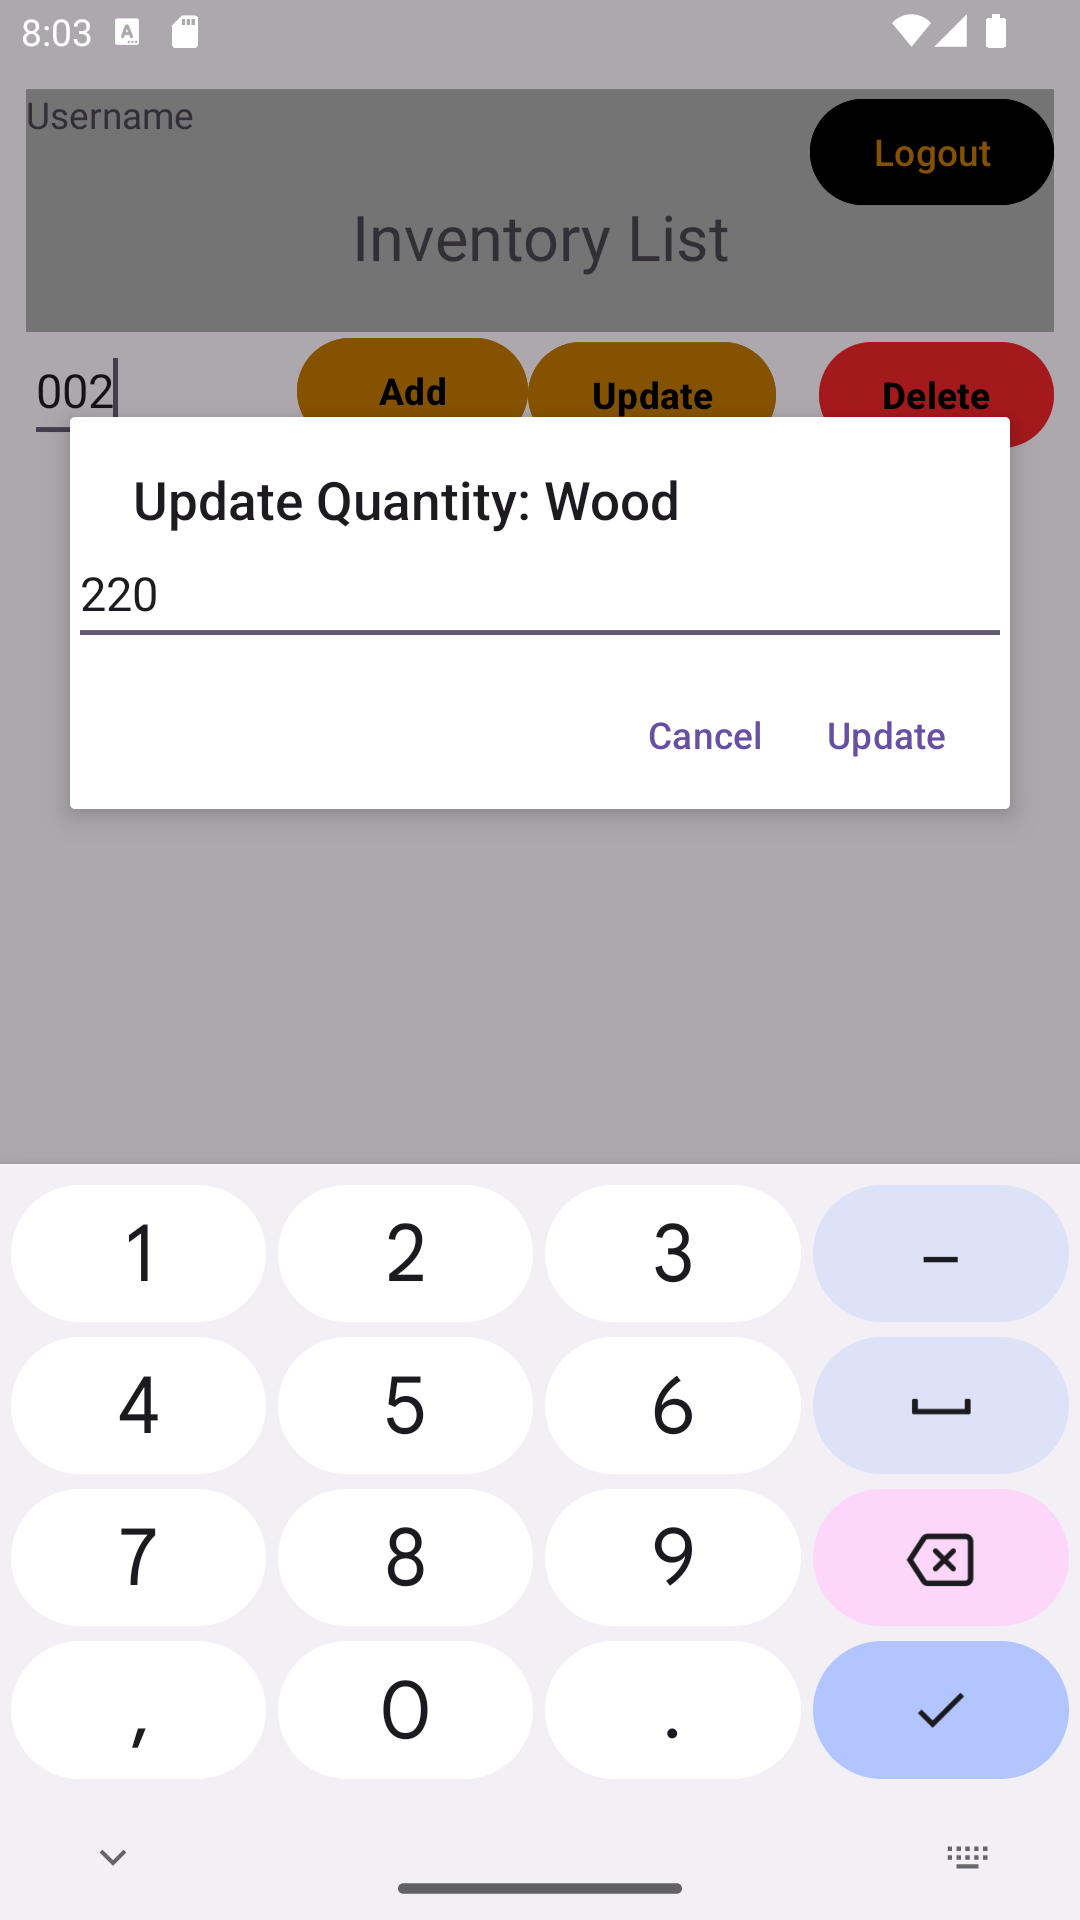 8:03
Username
Logout
Inventory List
002
Add
Update
Delete
Update Quantity: Wood
220
Cancel
Update
1 2 3 –
4 5 6
7 8 9
, 0 .